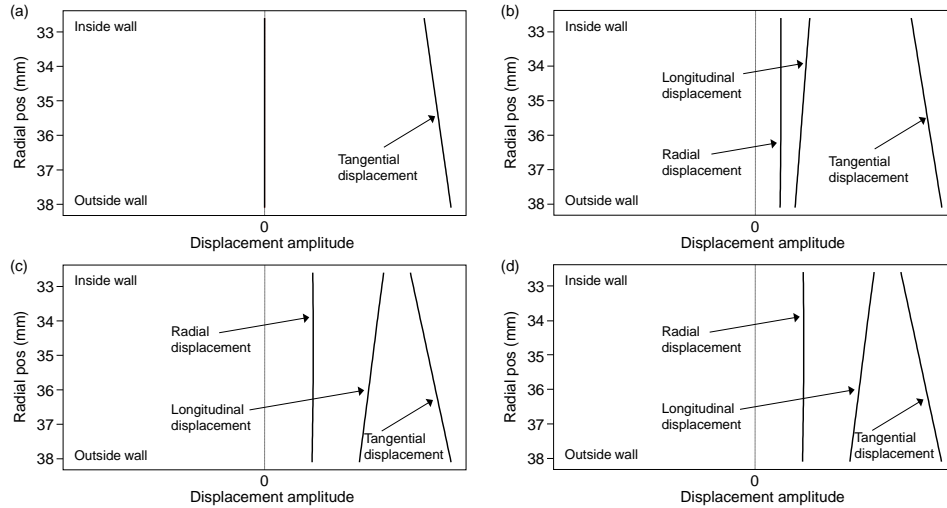 (a)
Inside wall
33
34
35
36
37
38
Radial pos (mm)
Tangential
displacement
Outside wall
0
Displacement amplitude
(b)
Inside wall
33
34
35
36
37
38
Radial pos (mm)
Longitudinal
displacement
Radial
displacement
Tangential
displacement
Outside wall
0
Displacement amplitude
(c)
Inside wall
33
34
35
36
37
38
Radial pos (mm)
Radial
displacement
Longitudinal
displacement
Tangential
displacement
Outside wall
0
Displacement amplitude
(d)
Inside wall
33
34
35
36
37
38
Radial pos (mm)
Radial
displacement
Longitudinal
displacement
Tangential
displacement
Outside wall
0
Displacement amplitude